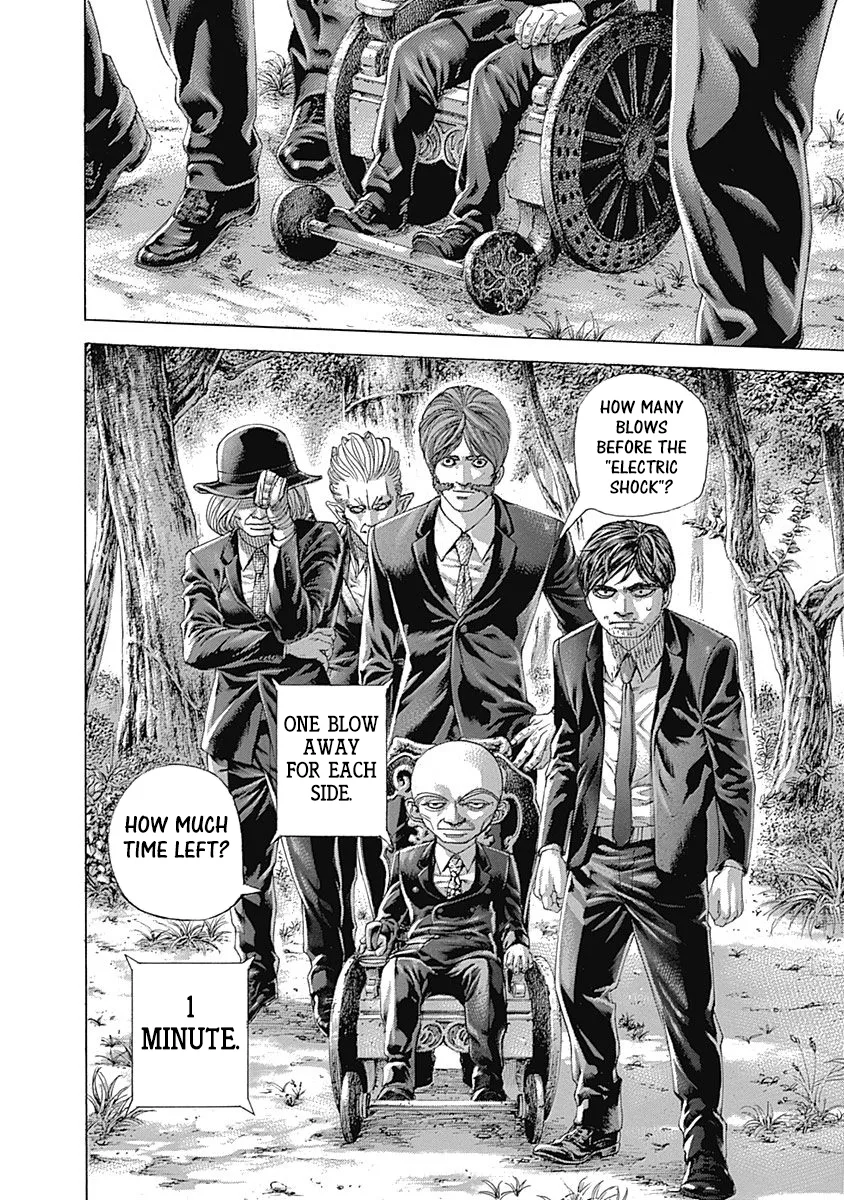 HOW MANY
BLOWS
BEFORE THE
"ELECTRIC
SHOCK"?
ONE BLOW
AWAY
FOR EACH
SIDE.
HOW MUCH
TIME LEFT?
1
MINUTE.